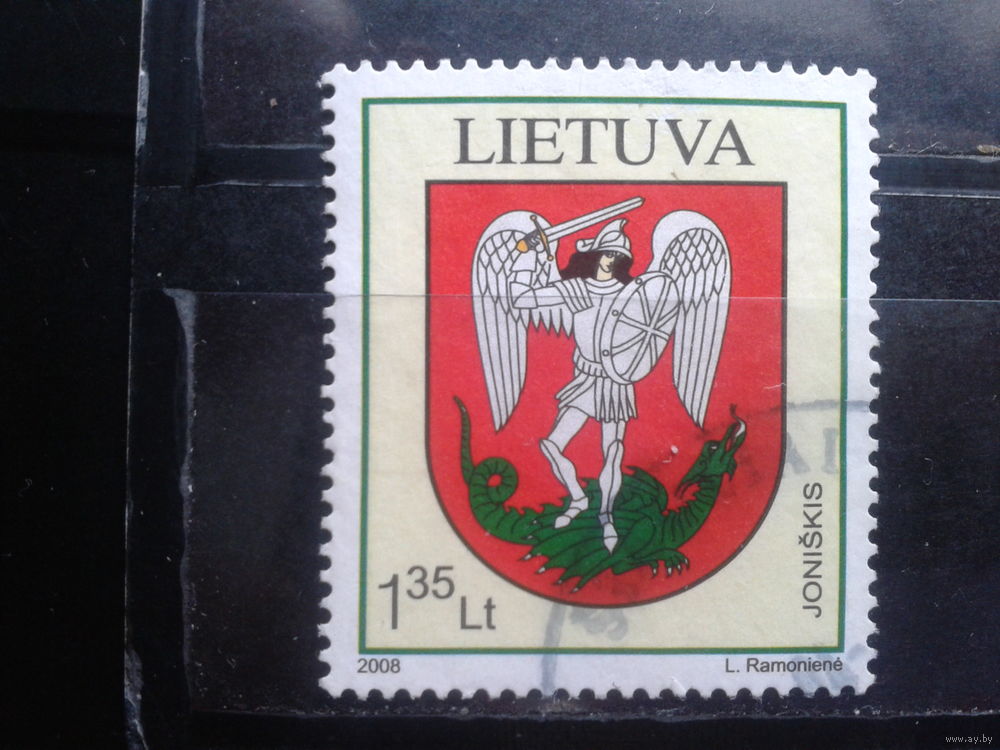 LIETUVA
JONIŠKIS
1 35 Lt
2008
L. Ramonienė
www.ay.by